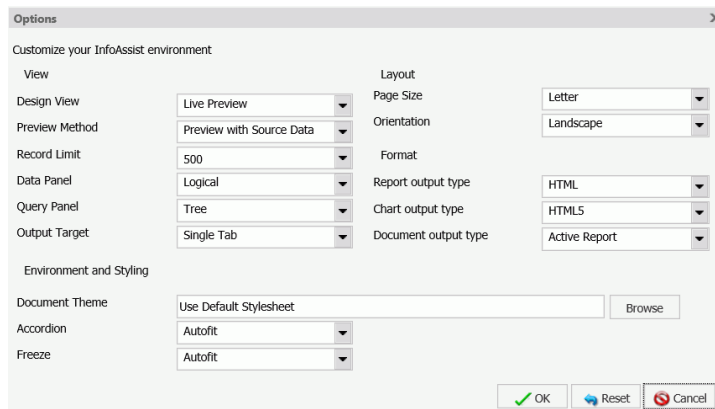 Options
Customize your InfoAssist environment
View
Design View Live Preview
Preview Method Preview with Source Data
Record Limit 500
Data Panel Logical
Query Panel Tree
Output Target Single Tab
Layout
Page Size Letter
Orientation Landscape
Format
Report output type HTML
Chart output type HTML5
Document output type Active Report
Environment and Styling
Document Theme Use Default Stylesheet Browse
Accordion Autofit
Freeze Autofit
OK Reset Cancel